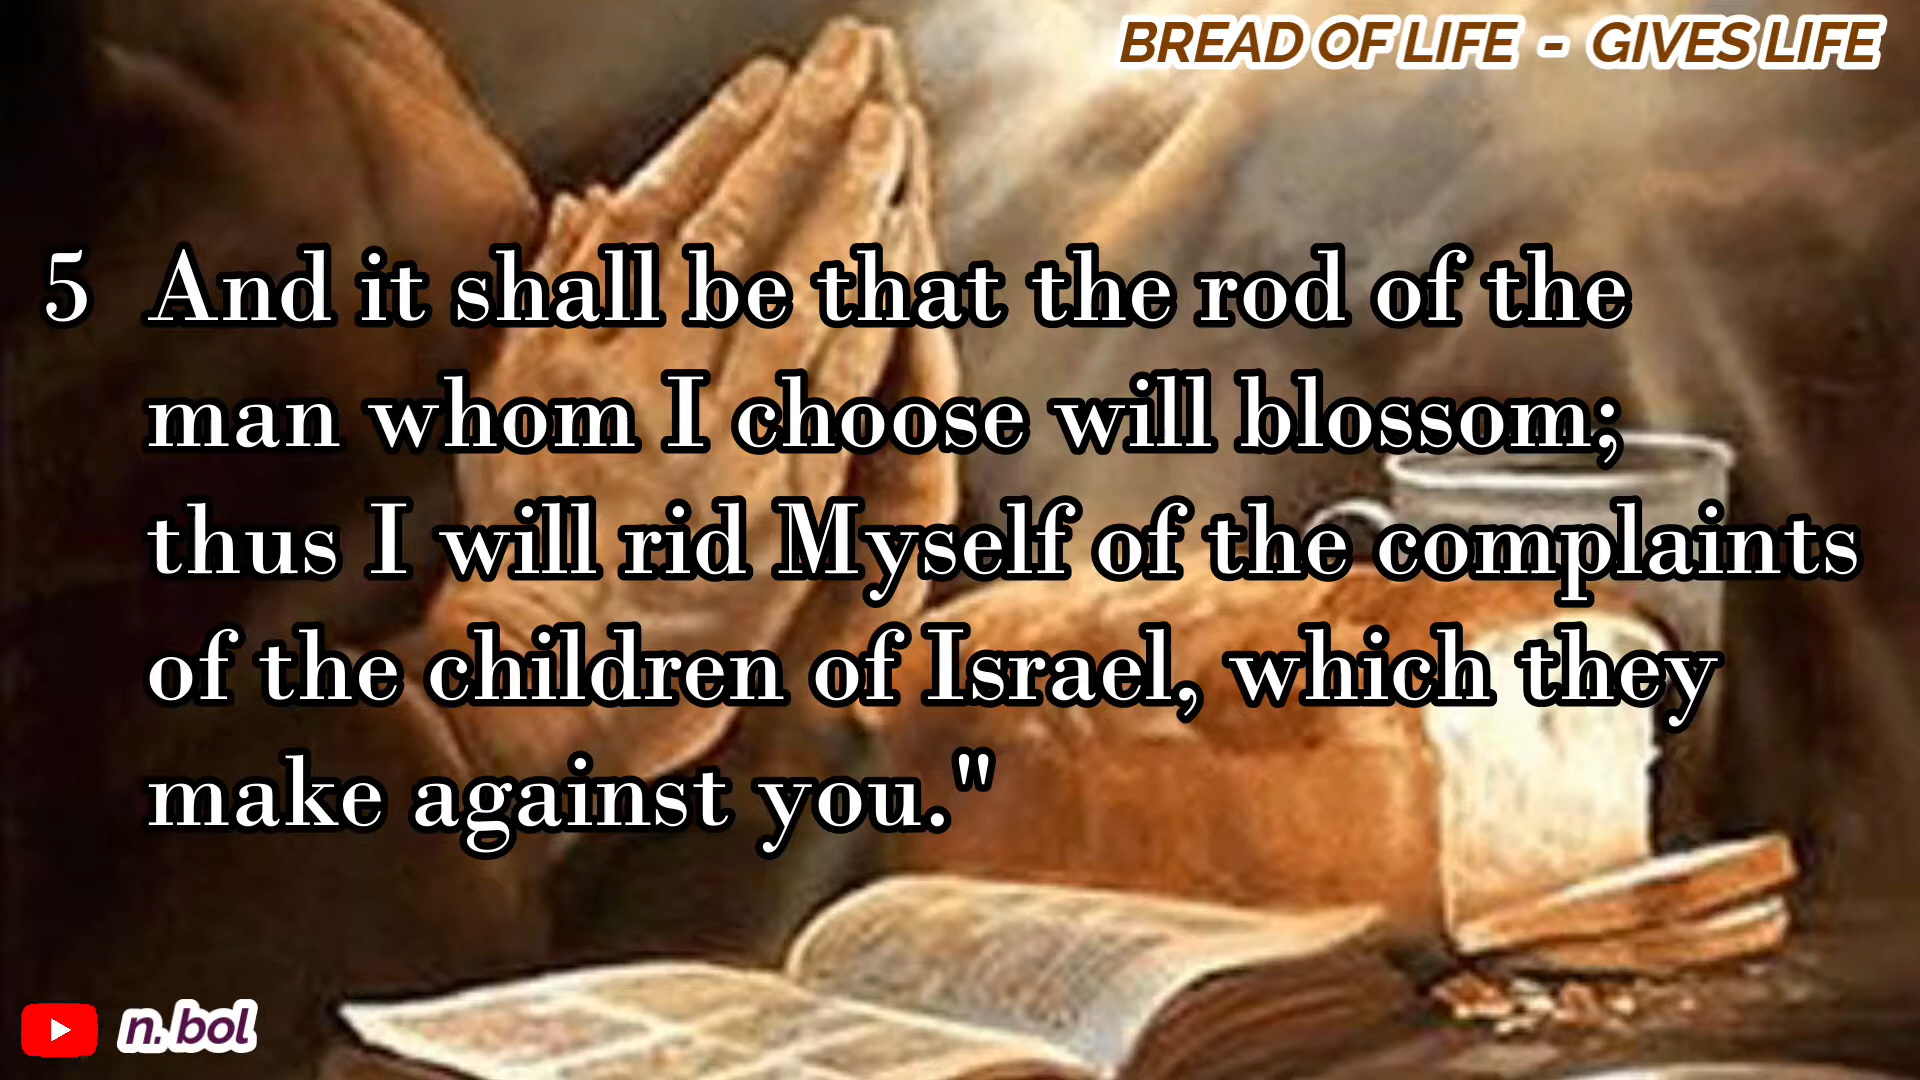 BREAD OF LIFE - GIVES LIFE
5 And it shall be that the rod of the
man whom I choose will blossom;
thus I will rid Myself of the complaints
of the children of Israel, which they
make against you."
n. bol